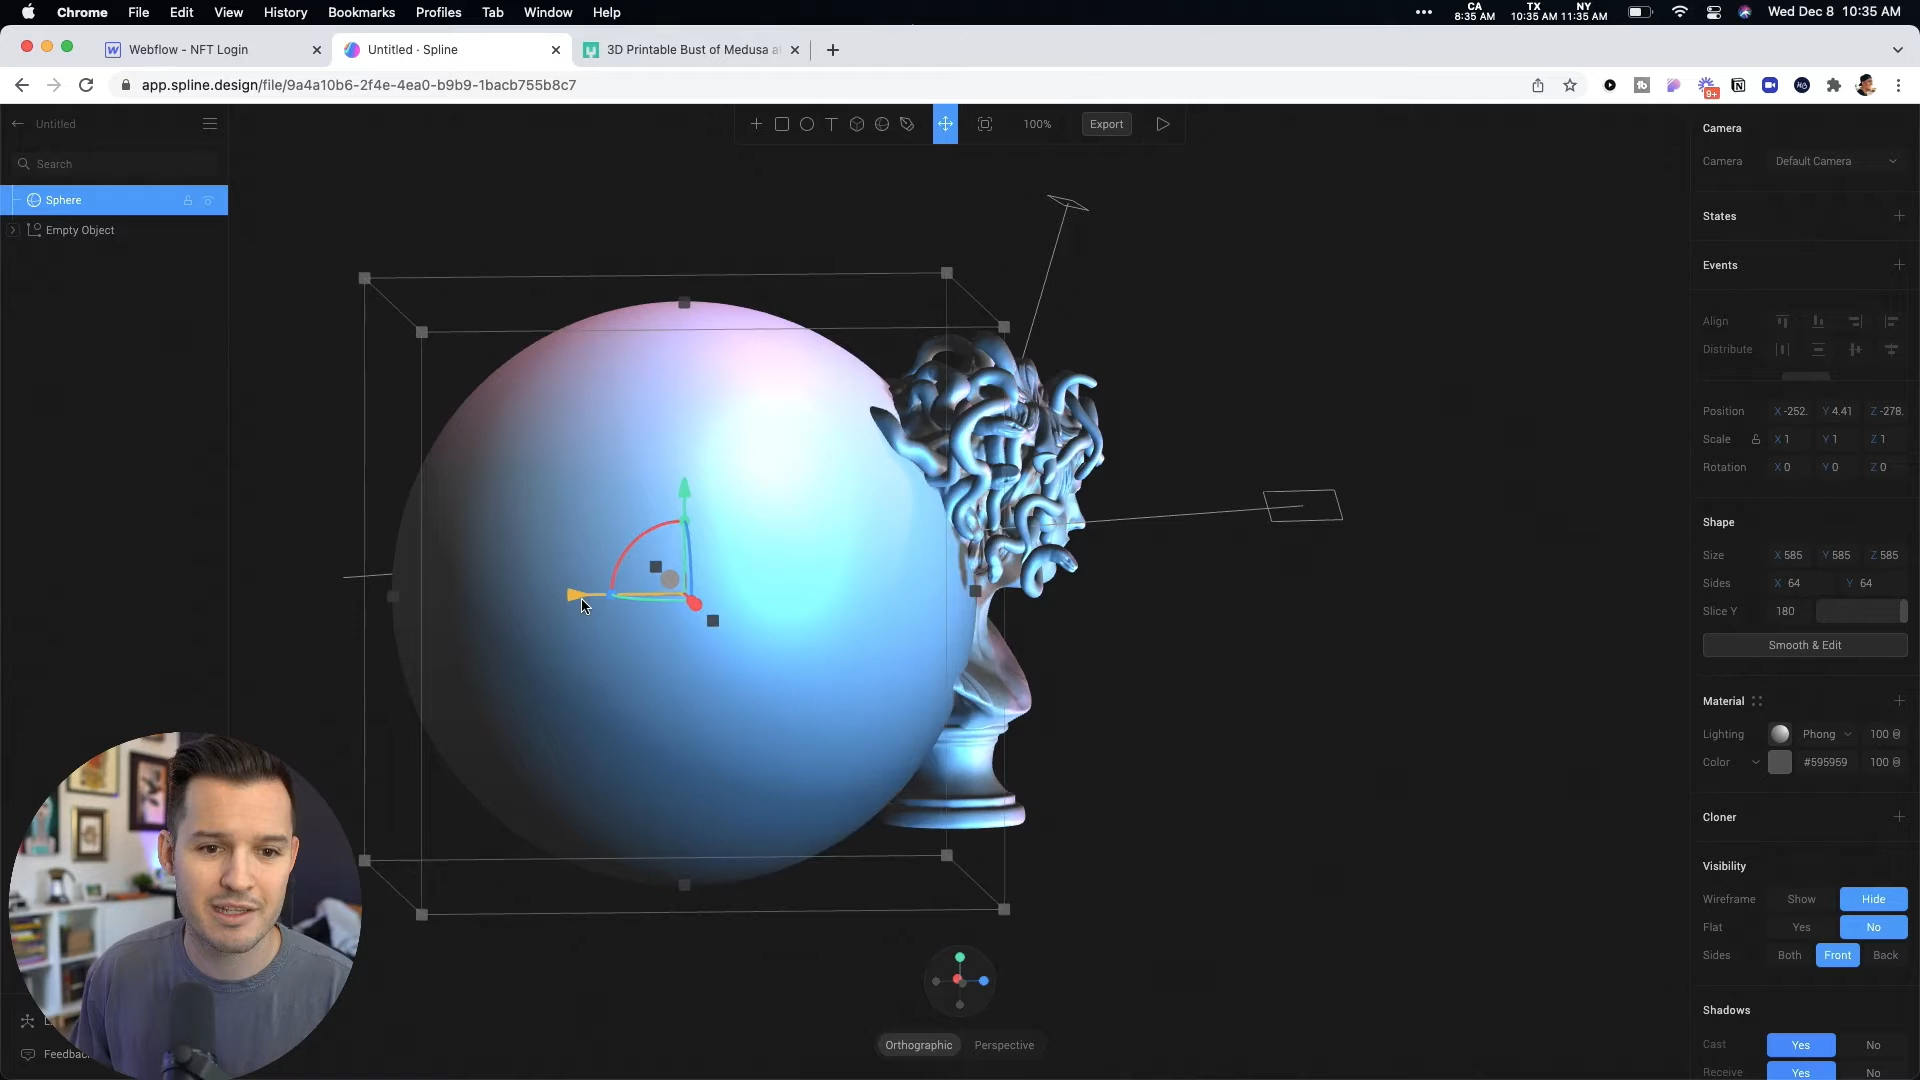 Chrome File Edit View History Bookmarks Profiles Tab Window Help
CA TX NY
8:35 AM 10:35 AM 11:35 AM Wed Dec 8 10:35 AM
Webflow - NFT Login Untitled · Spline 3D Printable Bust of Medusa
app.spline.design/file/9a4a10b6-2f4e-4ea0-b9b9-1bacb755b8c7
9+
Untitled
100% Export
Search
Sphere
Empty Object
Feedback
Orthographic Perspective
Camera
Camera Default Camera
States
Events
Align
Distribute
Position X -252. Y 4.41 Z -278.
Scale X 1 Y 1 Z 1
Rotation X 0 Y 0 Z 0
Shape
Size X 585 Y 585 Z 585
Sides X 64 Y 64
Slice Y 180
Smooth & Edit
Material
Lighting Phong 100
Color #595959 100
Cloner
Visibility
Wireframe Show Hide
Flat Yes No
Sides Both Front Back
Shadows
Cast Yes No
Receive Yes No